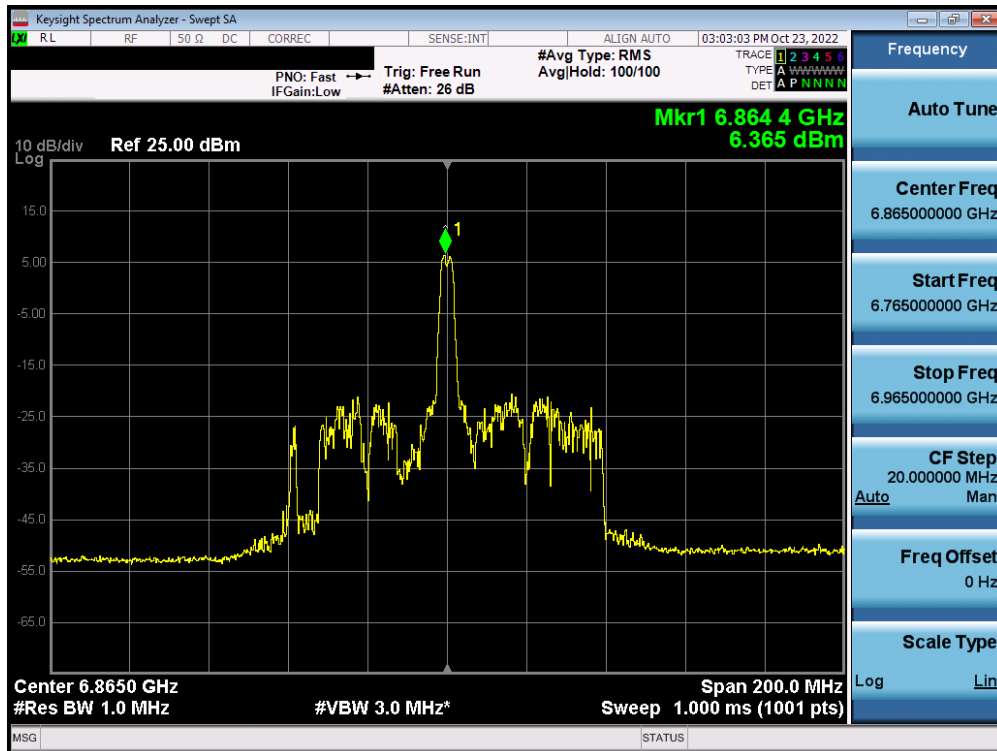 Keysight Spectrum Analyzer - Swept SA
LXI RL RF 50 Ω DC CORREC SENSE:INT ALIGN AUTO 03:03:03 PM Oct 23, 2022
PNO: Fast
IFGain:Low
Trig: Free Run
#Atten: 26 dB
#Avg Type: RMS
Avg|Hold: 100/100
TRACE 1 2 3 4 5 6
TYPE A WWWWW
DET A P N N N N
Mkr1 6.864 4 GHz
6.365 dBm
10 dB/div
Log
Ref 25.00 dBm
1
15.0
5.00
-5.00
-15.0
-25.0
-35.0
-45.0
-55.0
-65.0
Center 6.8650 GHz
Span 200.0 MHz
#Res BW 1.0 MHz
#VBW 3.0 MHz*
Sweep 1.000 ms (1001 pts)
MSG
STATUS
Frequency
Auto Tune
Center Freq
6.865000000 GHz
Start Freq
6.765000000 GHz
Stop Freq
6.965000000 GHz
CF Step
20.000000 MHz
Auto Man
Freq Offset
0 Hz
Scale Type
Log Lin